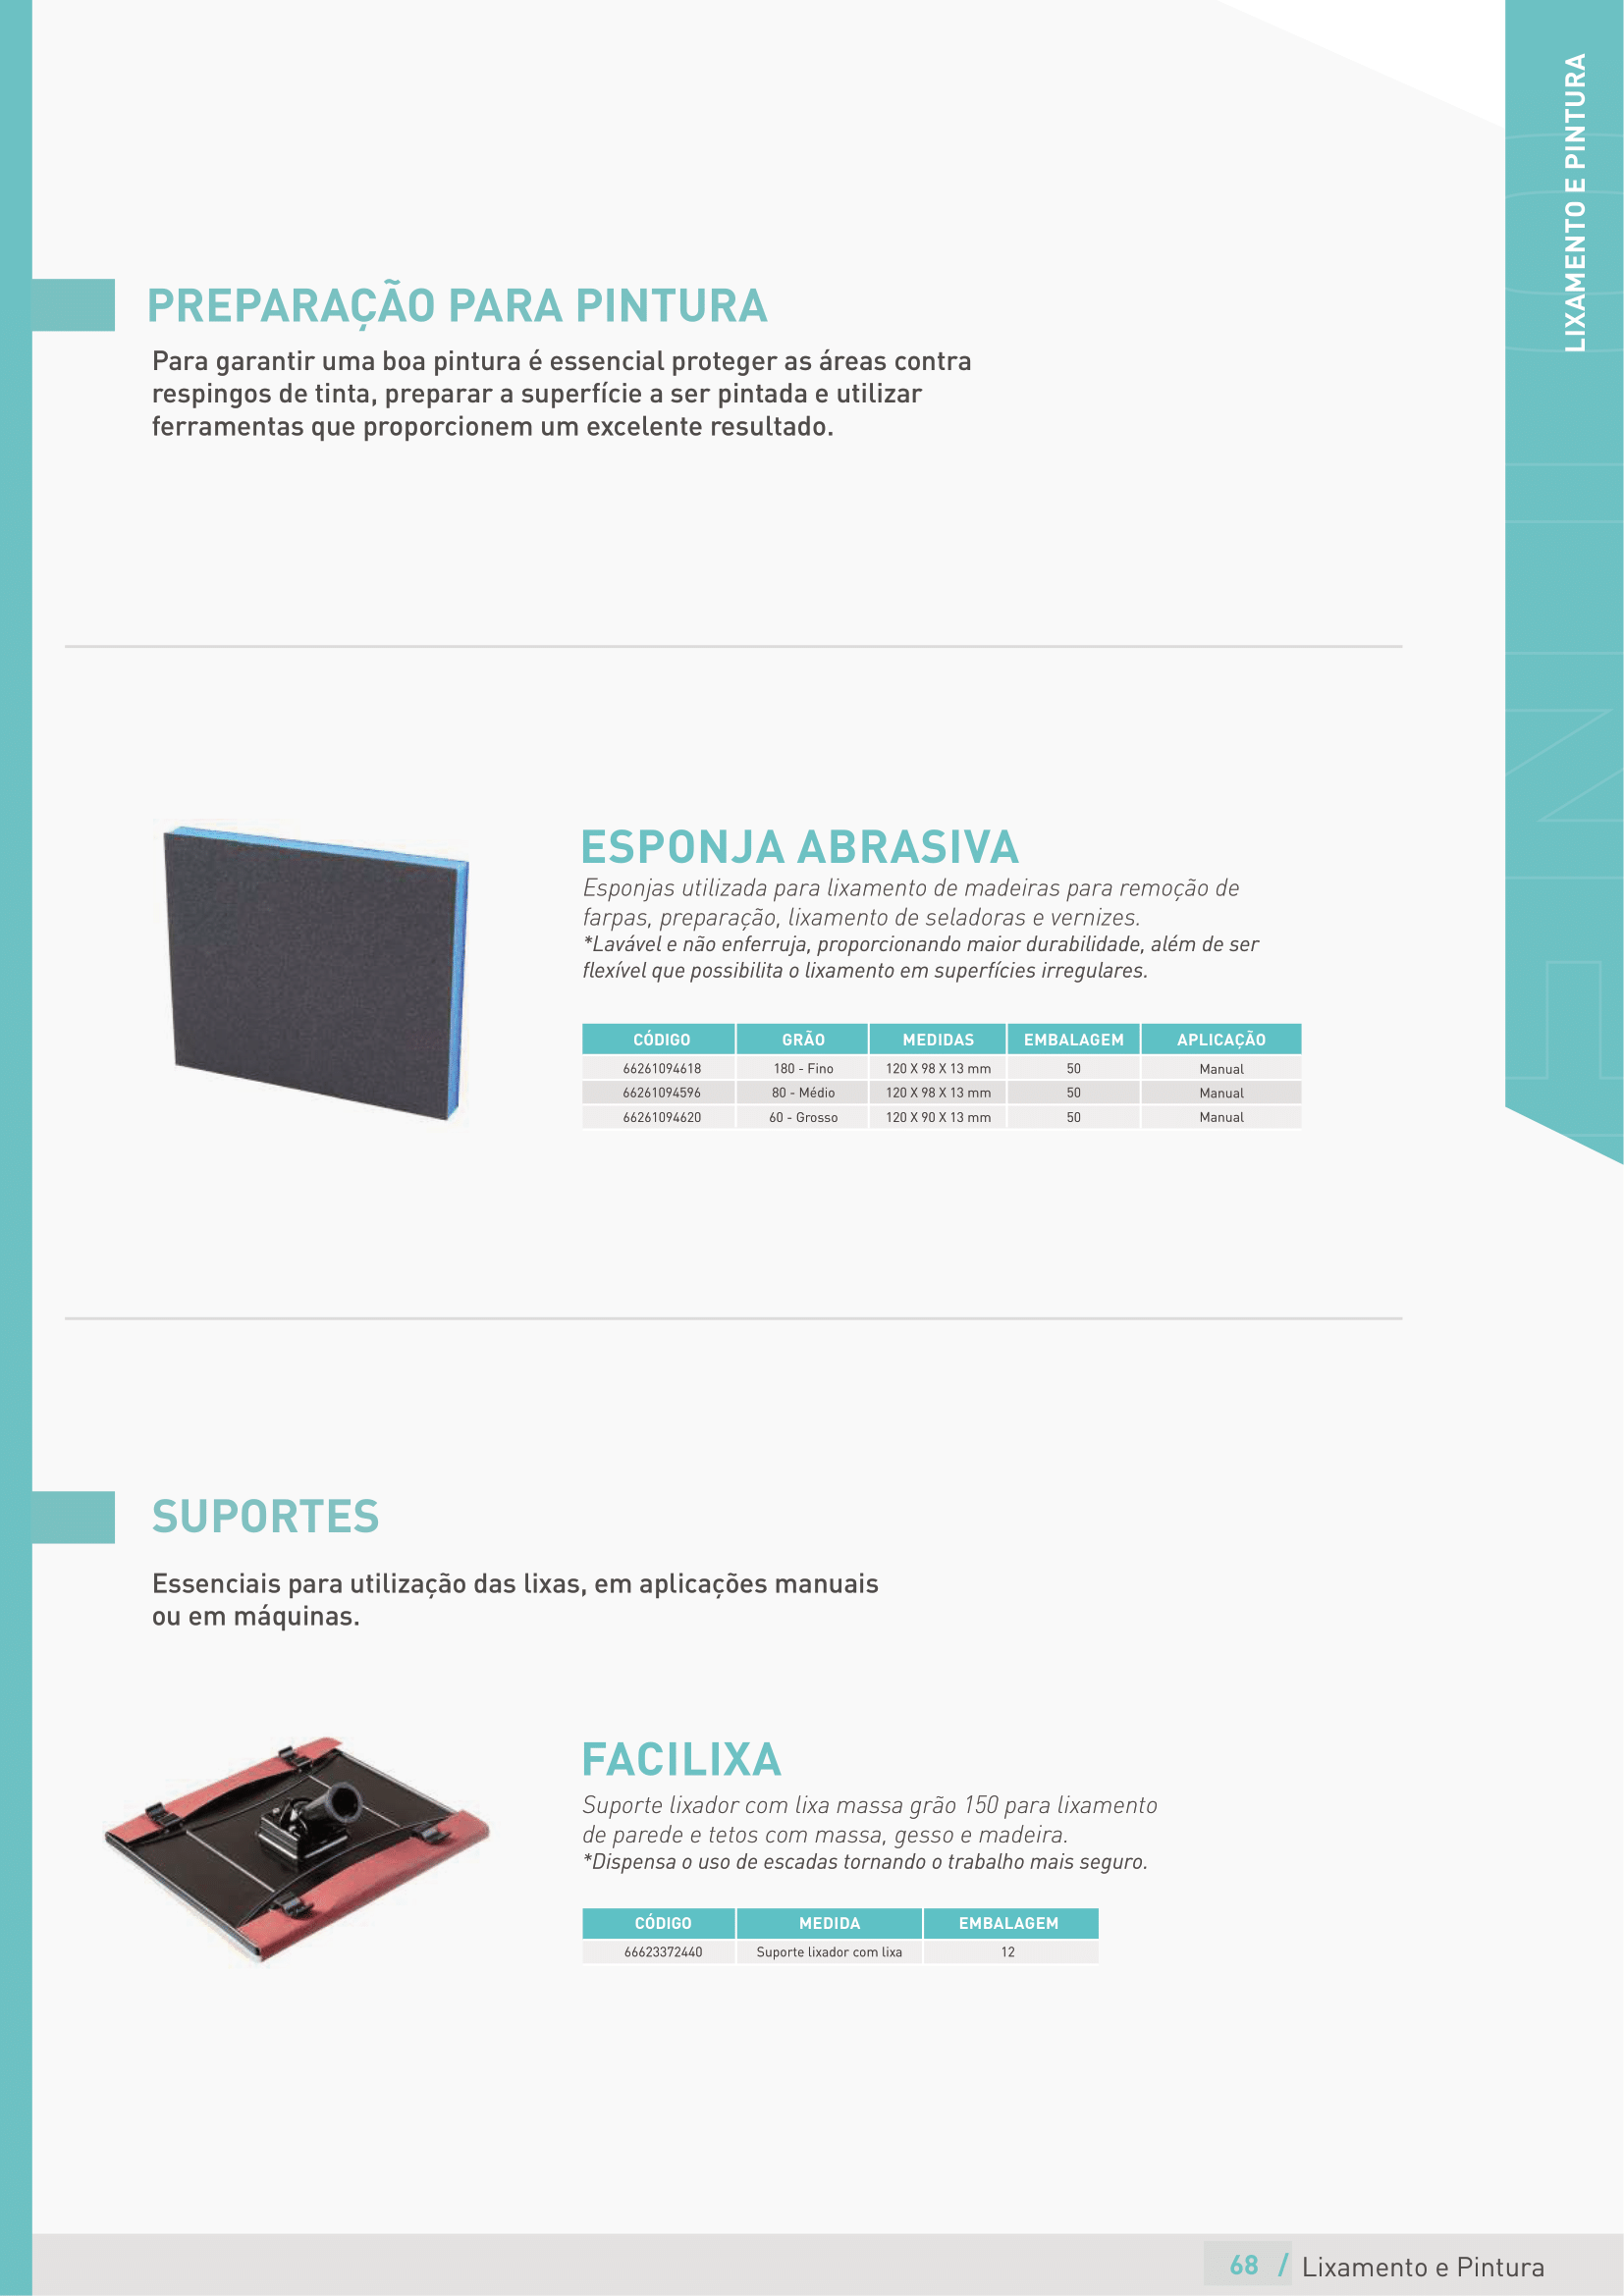 LIXAMENTO E PINTURA
PREPARAÇÃO PARA PINTURA
Para garantir uma boa pintura é essencial proteger as áreas contra
respingos de tinta, preparar a superfície a ser pintada e utilizar
ferramentas que proporcionem um excelente resultado.
ESPONJA ABRASIVA
Esponjas utilizada para lixamento de madeiras para remoção de
farpas, preparação, lixamento de seladoras e vernizes.
*Lavável e não enferruja, proporcionando maior durabilidade, além de ser
flexível que possibilita o lixamento em superfícies irregulares.
CÓDIGO GRÃO MEDIDAS EMBALAGEM APLICAÇÃO
66261094618 180 - Fino 120 X 98 X 13 mm 50 Manual
66261094596 80 - Médio 120 X 98 X 13 mm 50 Manual
66261094620 60 - Grosso 120 X 90 X 13 mm 50 Manual
SUPORTES
Essenciais para utilização das lixas, em aplicações manuais
ou em máquinas.
FACILIXA
Suporte lixador com lixa massa grão 150 para lixamento
de parede e tetos com massa, gesso e madeira.
*Dispensa o uso de escadas tornando o trabalho mais seguro.
CÓDIGO MEDIDA EMBALAGEM
66623372440 Suporte lixador com lixa 12
68 / Lixamento e Pintura